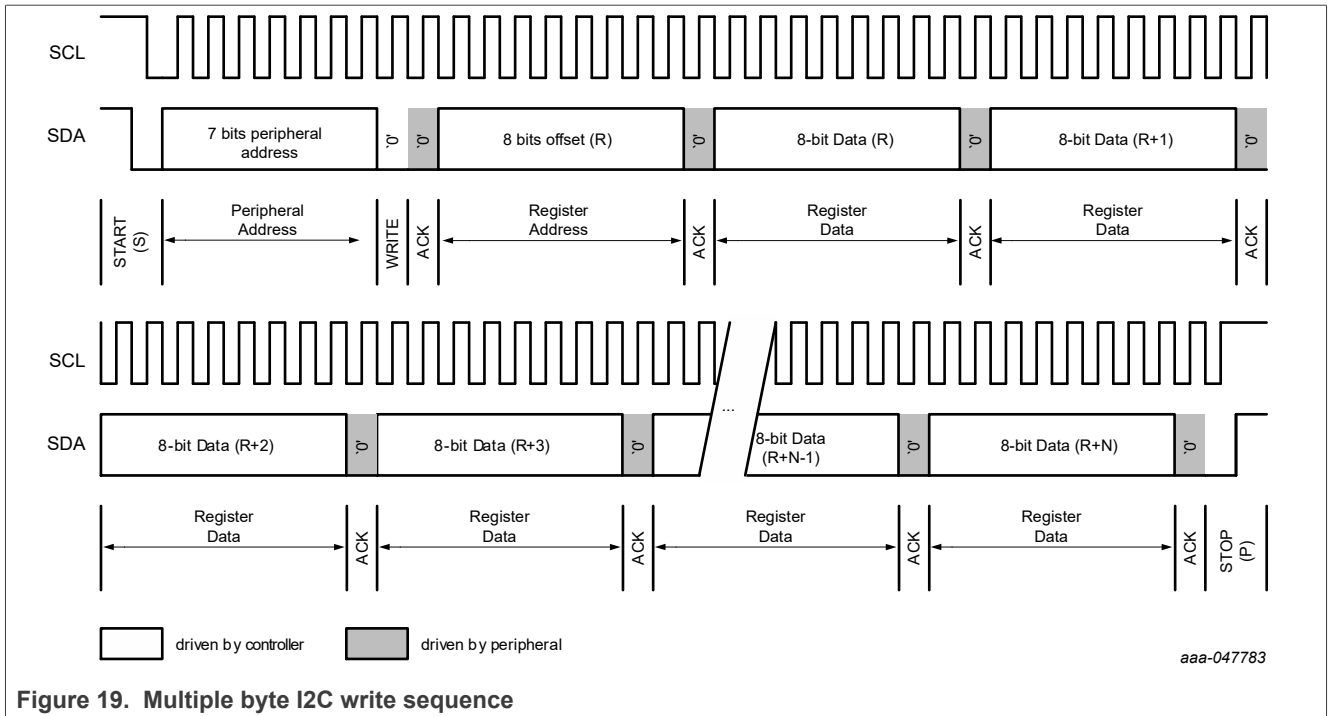 SCL
SDA
7 bits peripheral
address
'0'
'0'
8 bits offset (R)
'0'
8-bit Data (R)
'0'
8-bit Data (R+1)
'0'
START
(S)
Peripheral
Address
WRITE
ACK
Register
Address
ACK
Register
Data
ACK
Register
Data
ACK
SCL
...
SDA
8-bit Data (R+2)
'0'
8-bit Data (R+3)
'0'
8-bit Data
(R+N-1)
'0'
8-bit Data (R+N)
'0'
Register
Data
ACK
Register
Data
ACK
Register
Data
ACK
Register
Data
ACK
STOP
(P)
driven by controller
driven by peripheral
aaa-047783
Figure 19. Multiple byte I2C write sequence